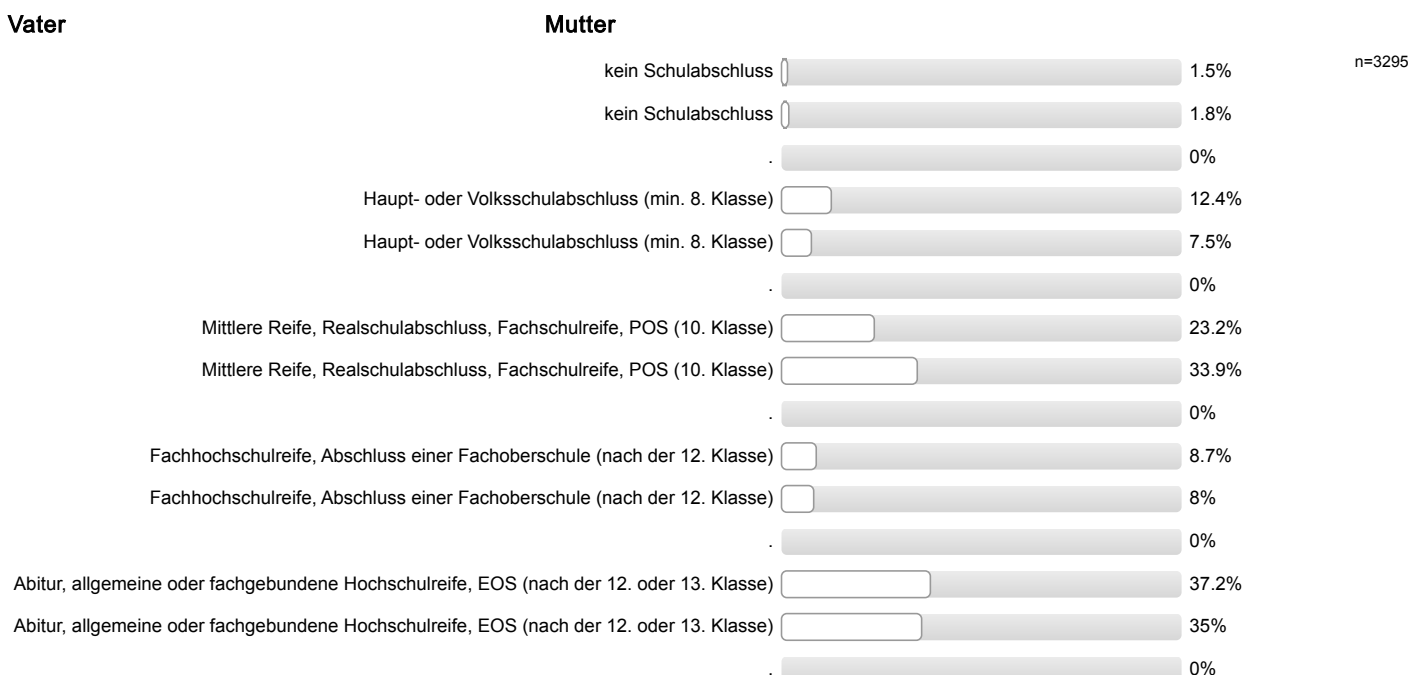 Vater Mutter
n=3295
kein Schulabschluss 1.5%
kein Schulabschluss 1.8%
. 0%
Haupt- oder Volksschulabschluss (min. 8. Klasse) 12.4%
Haupt- oder Volksschulabschluss (min. 8. Klasse) 7.5%
. 0%
Mittlere Reife, Realschulabschluss, Fachschulreife, POS (10. Klasse) 23.2%
Mittlere Reife, Realschulabschluss, Fachschulreife, POS (10. Klasse) 33.9%
. 0%
Fachhochschulreife, Abschluss einer Fachoberschule (nach der 12. Klasse) 8.7%
Fachhochschulreife, Abschluss einer Fachoberschule (nach der 12. Klasse) 8%
. 0%
Abitur, allgemeine oder fachgebundene Hochschulreife, EOS (nach der 12. oder 13. Klasse) 37.2%
Abitur, allgemeine oder fachgebundene Hochschulreife, EOS (nach der 12. oder 13. Klasse) 35%
. 0%